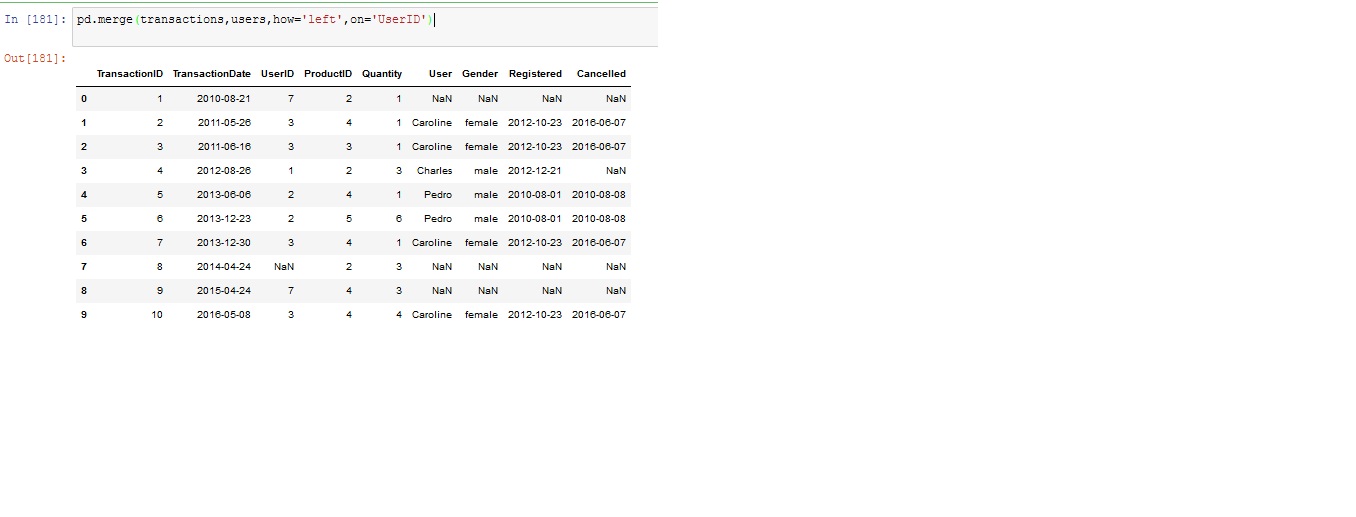 In [181]: pd.merge(transactions,users,how='left',on='UserID')
Out[181]:
TransactionID TransactionDate UserID ProductID Quantity User Gender Registered Cancelled
0 1 2010-08-21 7 2 1 NaN NaN NaN NaN
1 2 2011-05-26 3 4 1 Caroline female 2012-10-23 2016-06-07
2 3 2011-06-16 3 3 1 Caroline female 2012-10-23 2016-06-07
3 4 2012-08-26 1 2 3 Charles male 2012-12-21 NaN
4 5 2013-06-06 2 4 1 Pedro male 2010-08-01 2010-08-08
5 6 2013-12-23 2 5 6 Pedro male 2010-08-01 2010-08-08
6 7 2013-12-30 3 4 1 Caroline female 2012-10-23 2016-06-07
7 8 2014-04-24 NaN 2 3 NaN NaN NaN NaN
8 9 2015-04-24 7 4 3 NaN NaN NaN NaN
9 10 2016-05-08 3 4 4 Caroline female 2012-10-23 2016-06-07